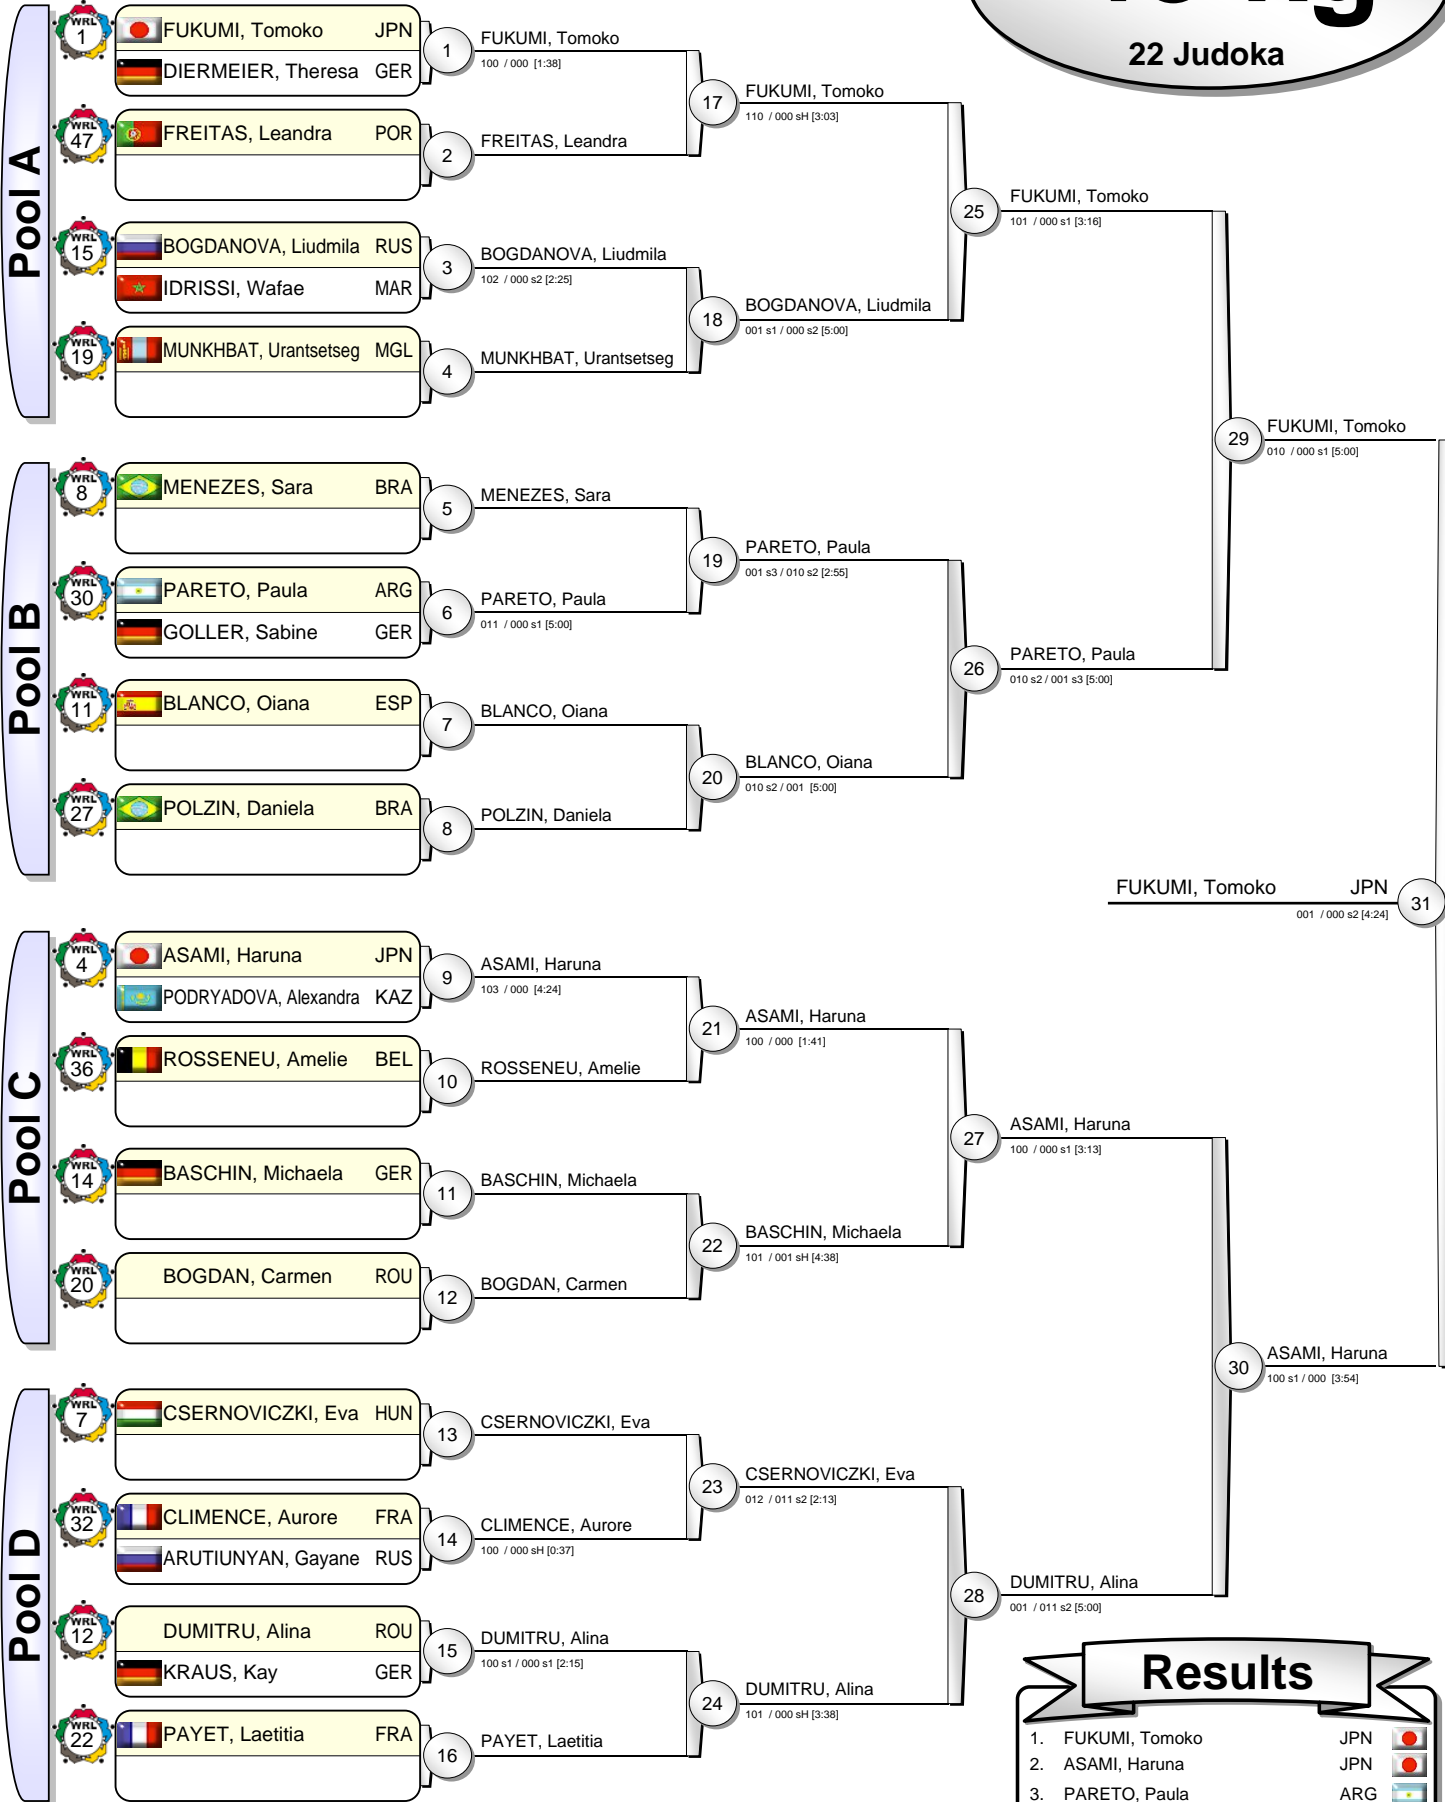 22 Judoka
Pool A
WRL 1
FUKUMI, Tomoko JPN
DIERMEIER, Theresa GER
1
FUKUMI, Tomoko
100 / 000 [1:38]
WRL 47
FREITAS, Leandra POR
2
FREITAS, Leandra
17
FUKUMI, Tomoko
110 / 000 sH [3:03]
WRL 15
BOGDANOVA, Liudmila RUS
IDRISSI, Wafae MAR
3
BOGDANOVA, Liudmila
102 / 000 s2 [2:25]
WRL 19
MUNKHBAT, Urantsetseg MGL
4
MUNKHBAT, Urantsetseg
18
BOGDANOVA, Liudmila
001 s1 / 000 s2 [5:00]
25
FUKUMI, Tomoko
101 / 000 s1 [3:16]
Pool B
WRL 8
MENEZES, Sara BRA
5
MENEZES, Sara
WRL 30
PARETO, Paula ARG
GOLLER, Sabine GER
6
PARETO, Paula
011 / 000 s1 [5:00]
19
PARETO, Paula
001 s3 / 010 s2 [2:55]
WRL 11
BLANCO, Oiana ESP
7
BLANCO, Oiana
WRL 27
POLZIN, Daniela BRA
8
POLZIN, Daniela
20
BLANCO, Oiana
010 s2 / 001 [5:00]
26
PARETO, Paula
010 s2 / 001 s3 [5:00]
29
FUKUMI, Tomoko
010 / 000 s1 [5:00]
FUKUMI, Tomoko JPN
001 / 000 s2 [4:24]
31
Pool C
WRL 4
ASAMI, Haruna JPN
PODRYADOVA, Alexandra KAZ
9
ASAMI, Haruna
103 / 000 [4:24]
WRL 36
ROSSENEU, Amelie BEL
10
ROSSENEU, Amelie
21
ASAMI, Haruna
100 / 000 [1:41]
WRL 14
BASCHIN, Michaela GER
11
BASCHIN, Michaela
WRL 20
BOGDAN, Carmen ROU
12
BOGDAN, Carmen
22
BASCHIN, Michaela
101 / 001 sH [4:38]
27
ASAMI, Haruna
100 / 000 s1 [3:13]
Pool D
WRL 7
CSERNOVICZKI, Eva HUN
13
CSERNOVICZKI, Eva
WRL 32
CLIMENCE, Aurore FRA
ARUTIUNYAN, Gayane RUS
14
CLIMENCE, Aurore
100 / 000 sH [0:37]
23
CSERNOVICZKI, Eva
012 / 011 s2 [2:13]
WRL 12
DUMITRU, Alina ROU
KRAUS, Kay GER
15
DUMITRU, Alina
100 s1 / 000 s1 [2:15]
WRL 22
PAYET, Laetitia FRA
16
PAYET, Laetitia
24
DUMITRU, Alina
101 / 000 sH [3:38]
28
DUMITRU, Alina
001 / 011 s2 [5:00]
30
ASAMI, Haruna
100 s1 / 000 [3:54]
Results
1. FUKUMI, Tomoko JPN
2. ASAMI, Haruna JPN
3. PARETO, Paula ARG